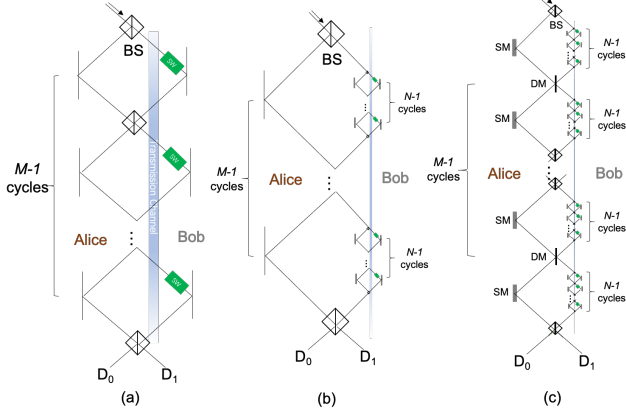 BS
SW
M-1
cycles
SW
Transmission Channel
Alice
Bob
SW
D0
D1
(a)
BS
N-1
cycles
M-1
cycles
Alice
Bob
N-1
cycles
D0
D1
(b)
BS
SM
N-1
cycles
DM
SM
N-1
cycles
M-1
cycles
Alice
Bob
SM
N-1
cycles
DM
SM
N-1
cycles
D0
D1
(c)